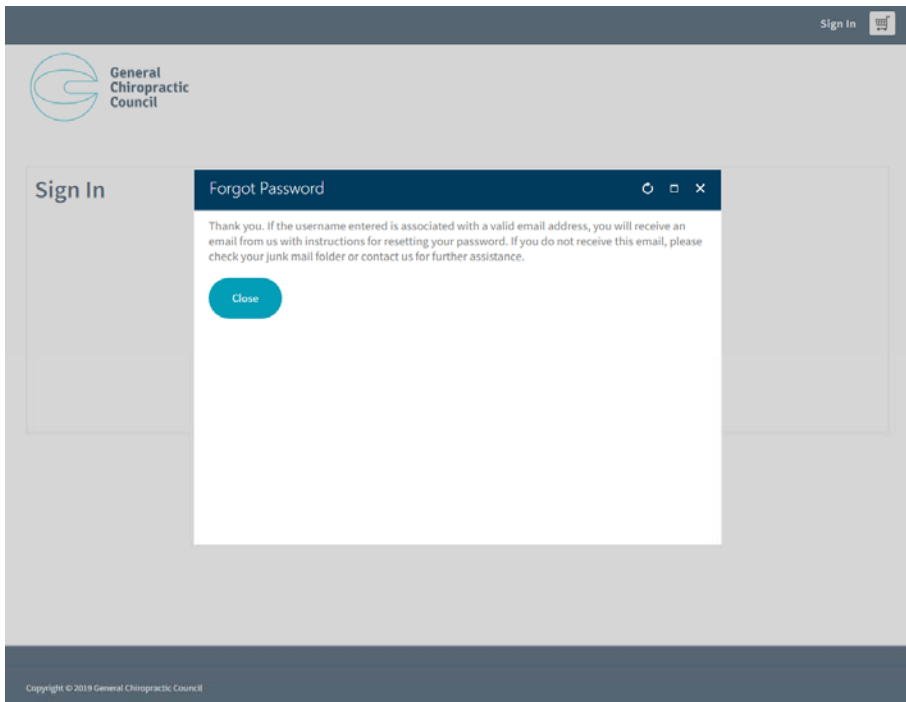 Sign In
General
Chiropractic
Council
Sign In
Forgot Password
Thank you. If the username entered is associated with a valid email address, you will receive an
email from us with instructions for resetting your password. If you do not receive this email, please
check your junk mail folder or contact us for further assistance.
Close
Copyright © 2019 General Chiropractic Council